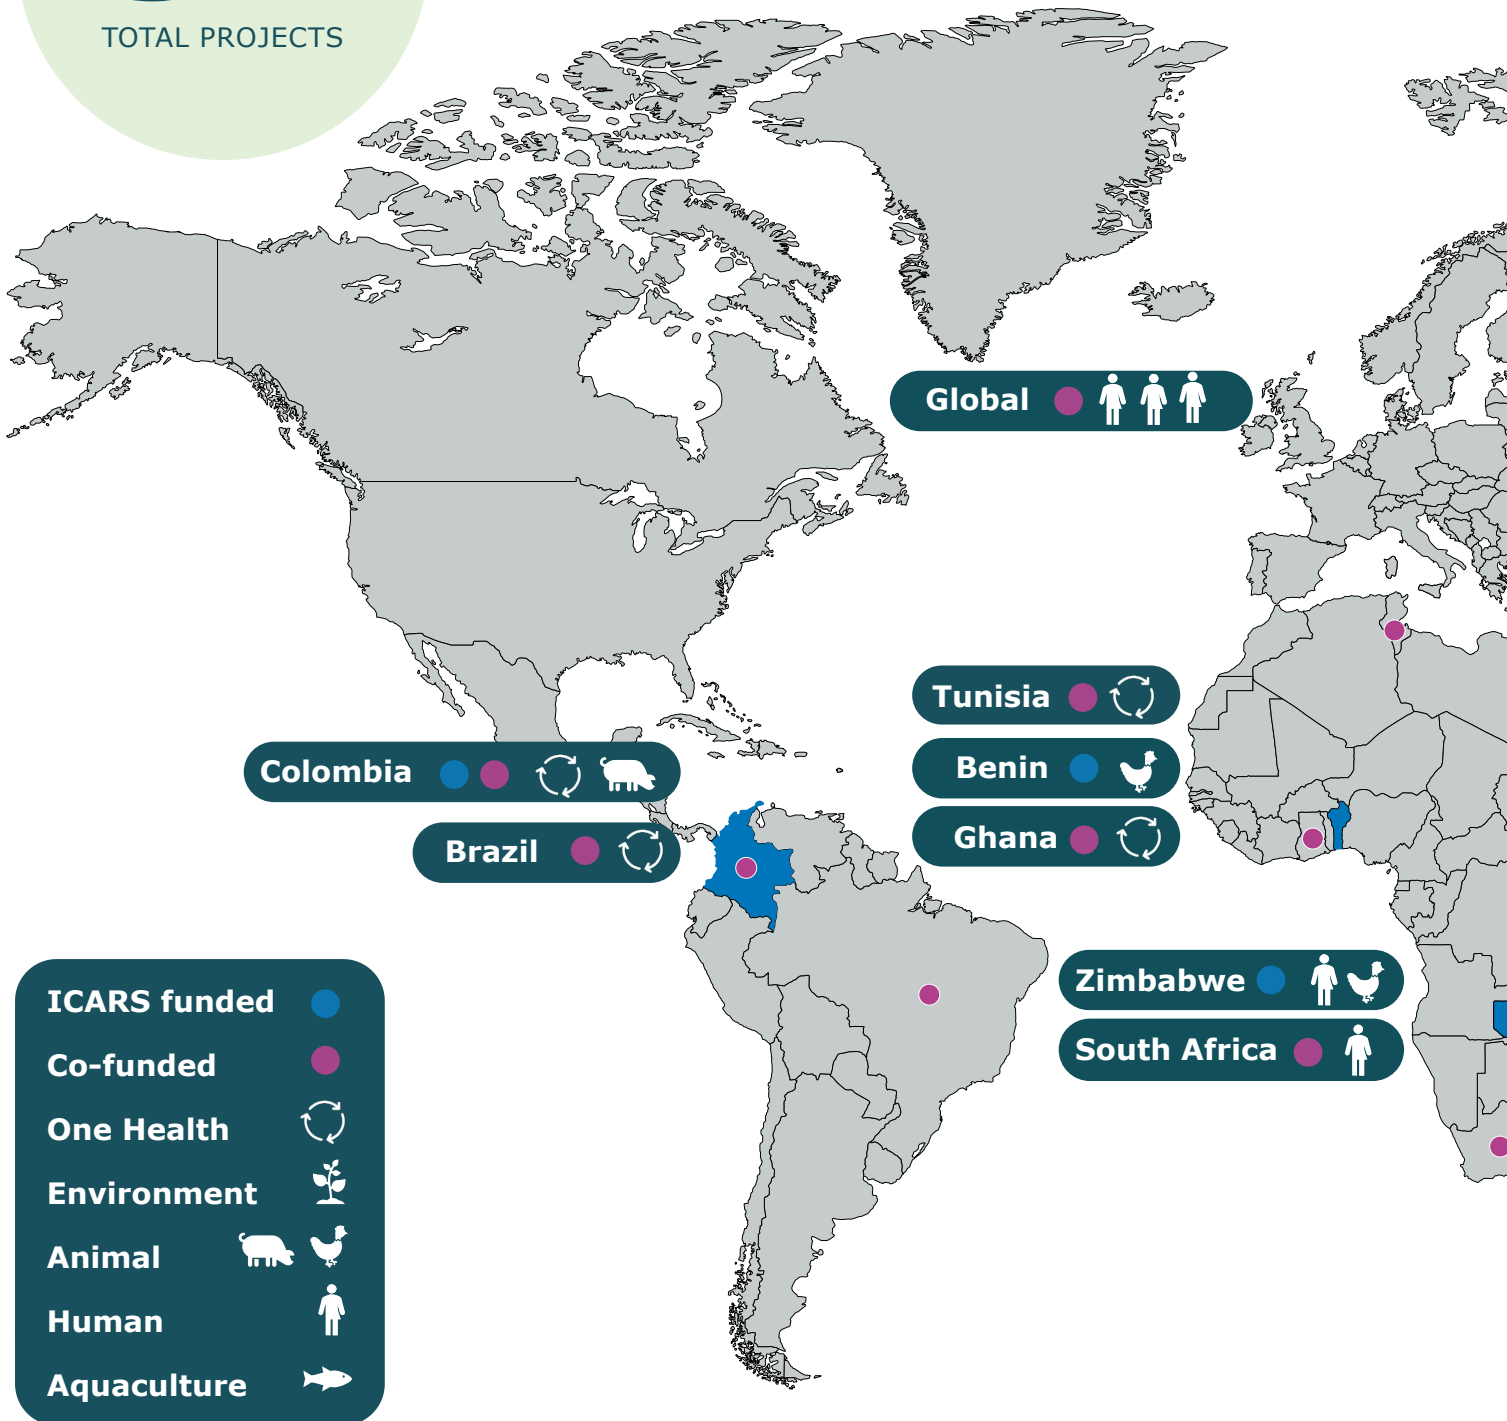 TOTAL PROJECTS
Global
Tunisia
Benin
Ghana
Colombia
Brazil
Zimbabwe
South Africa
ICARS funded
Co-funded
One Health
Environment
Animal
Human
Aquaculture